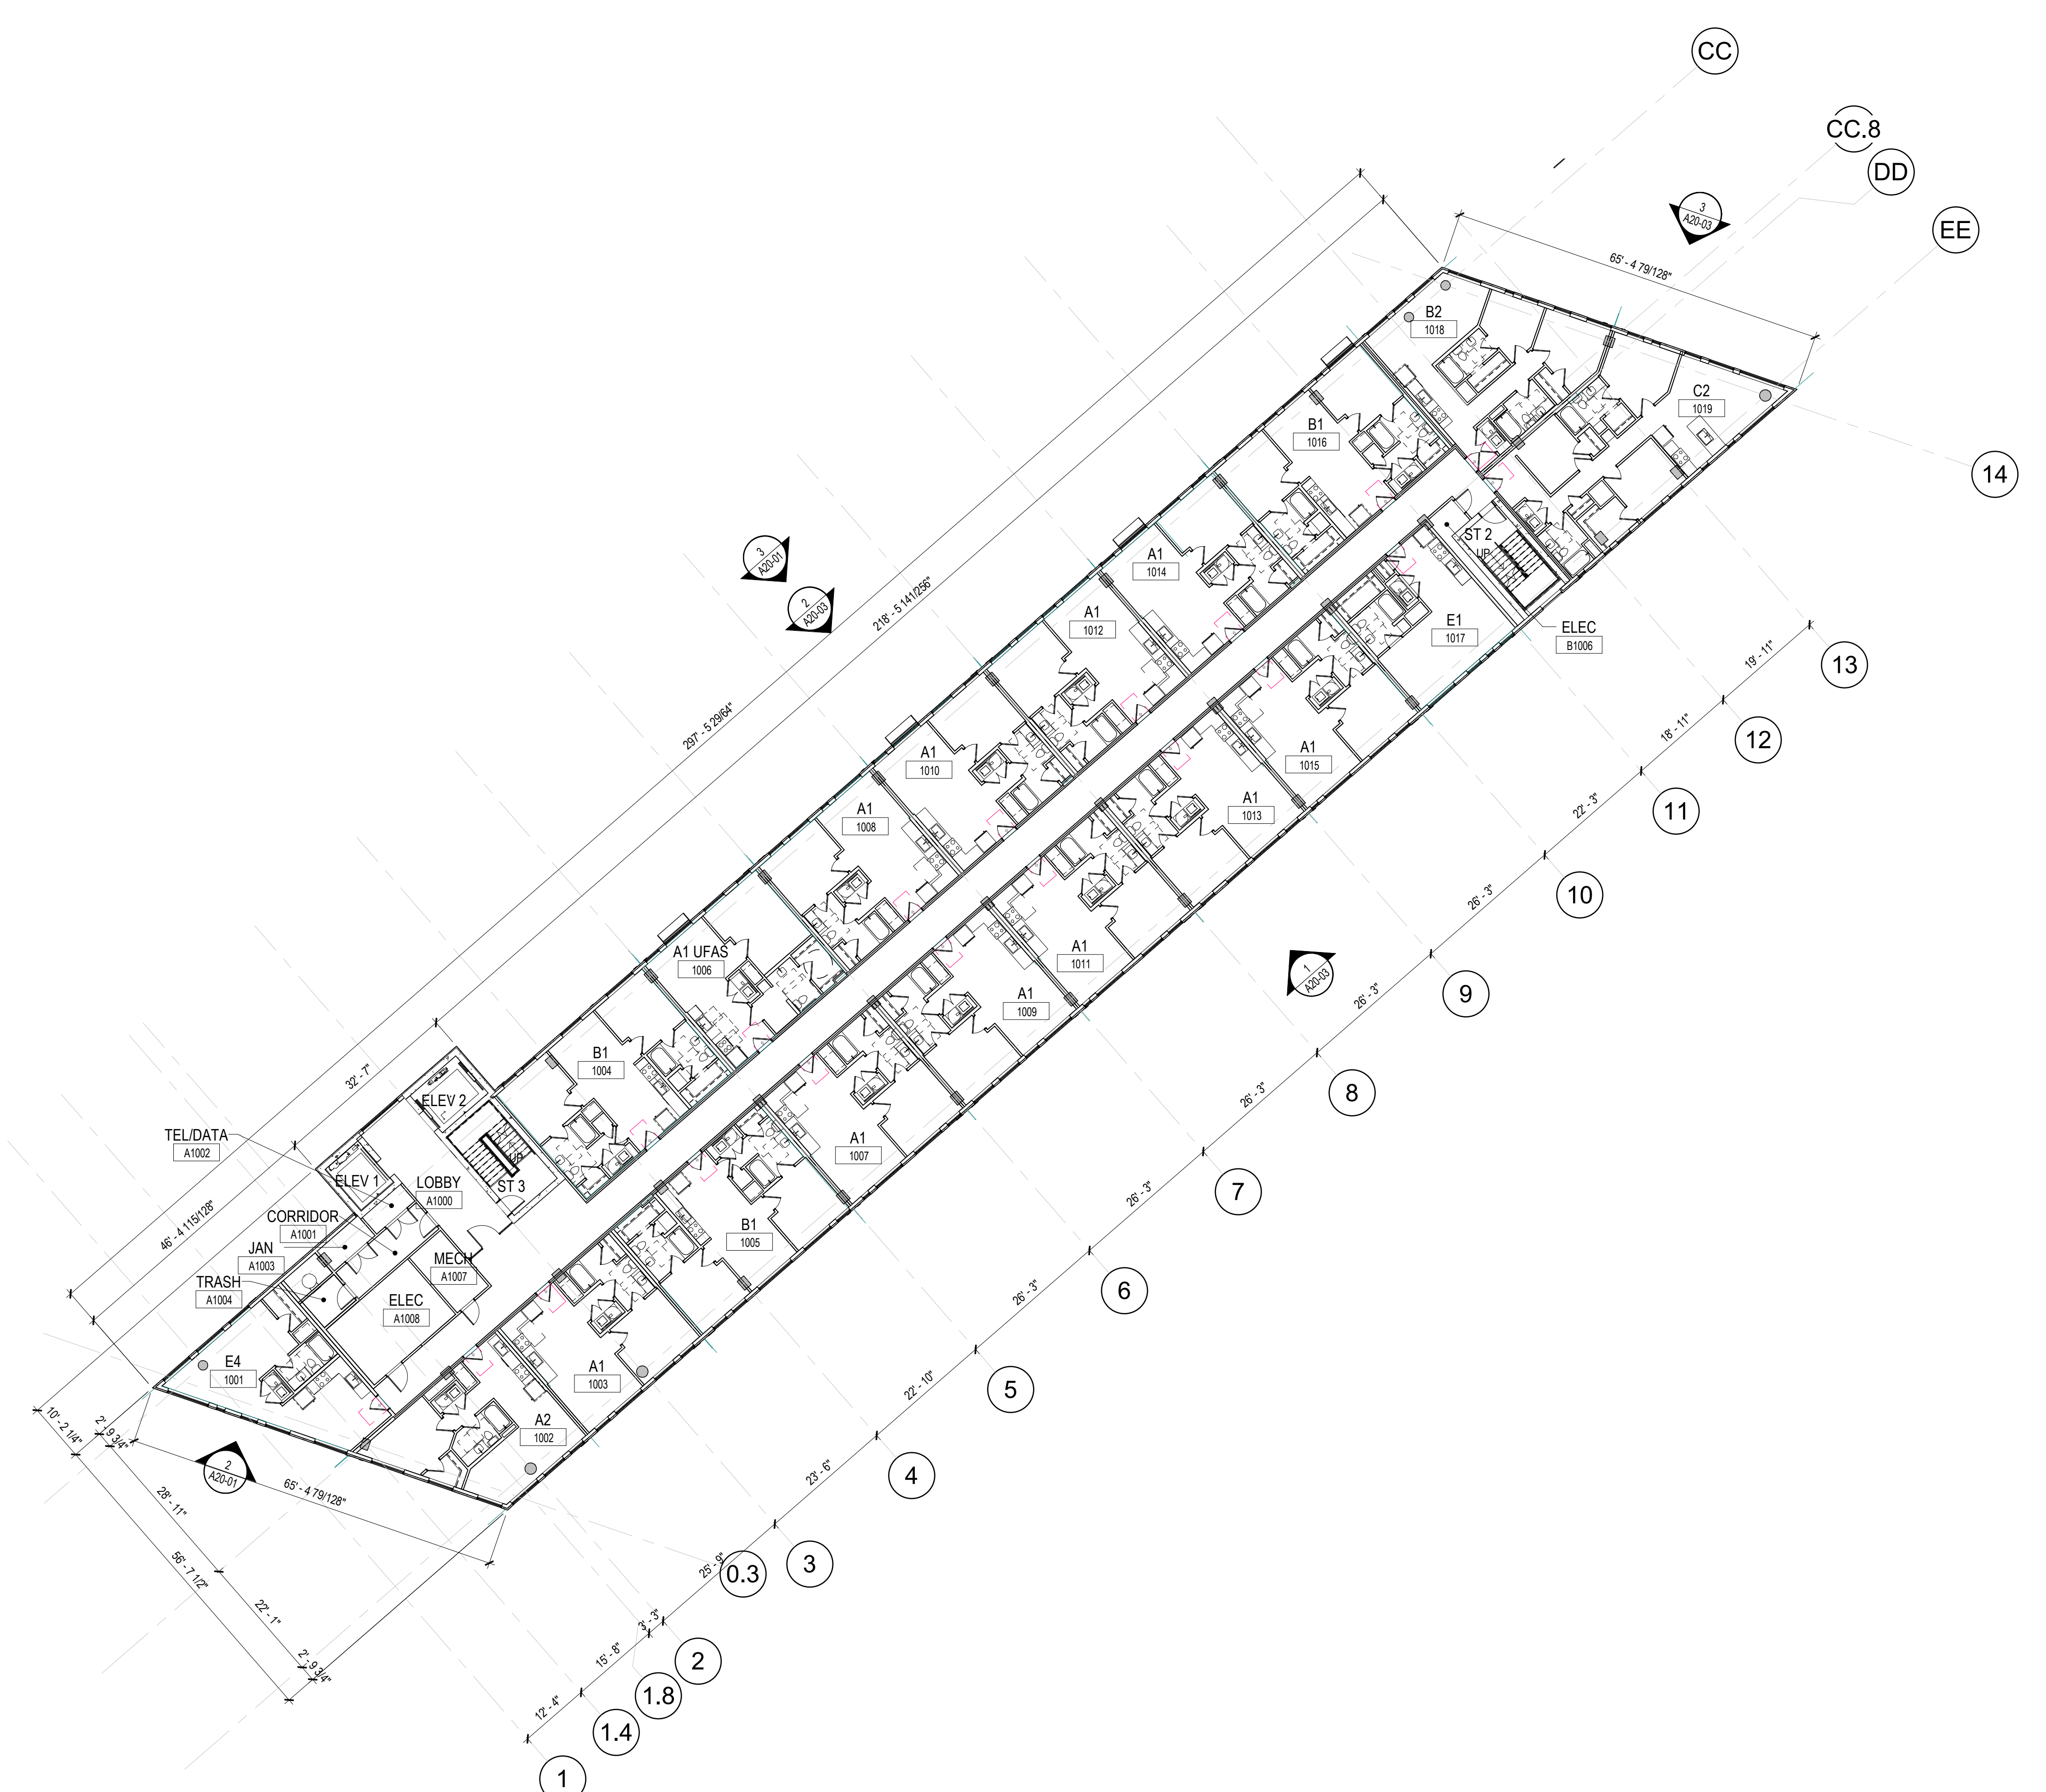 CC
CC.8
DD
EE
3
A20-03
65' - 4 79/128"
14
B2
1018
C2
1019
B1
1016
3
A20-01
2
A20-03
218' - 5 141/256"
297' - 5 29/64"
A1
1014
ST 2
UP
A1
1012
E1
1017
ELEC
B1006
19' - 11"
13
18' - 11"
12
A1
1010
A1
1015
22' - 3"
11
A1
1008
A1
1013
26' - 3"
10
A1 UFAS
1006
A1
1011
1
A20-03
26' - 3"
9
A1
1009
B1
1004
32' - 7"
26' - 3"
8
ELEV 2
TEL/DATA
A1002
UP
A1
1007
26' - 3"
7
ELEV 1
LOBBY
A1000
ST 3
CORRIDOR
A1001
46' - 4 115/128"
JAN
A1003
MECH
A1007
B1
1005
26' - 3"
6
TRASH
A1004
ELEC
A1008
E4
1001
A1
1003
22' - 10"
5
10' - 2 1/4"
2' - 9 3/4"
A2
1002
2
A20-01
65' - 4 79/128"
23' - 6"
4
28' - 11"
56' - 7 1/2"
25' - 9"
0.3
3
22' - 1"
3' - 3"
2
2' - 9 3/4"
15' - 8"
1.8
12' - 4"
1.4
1